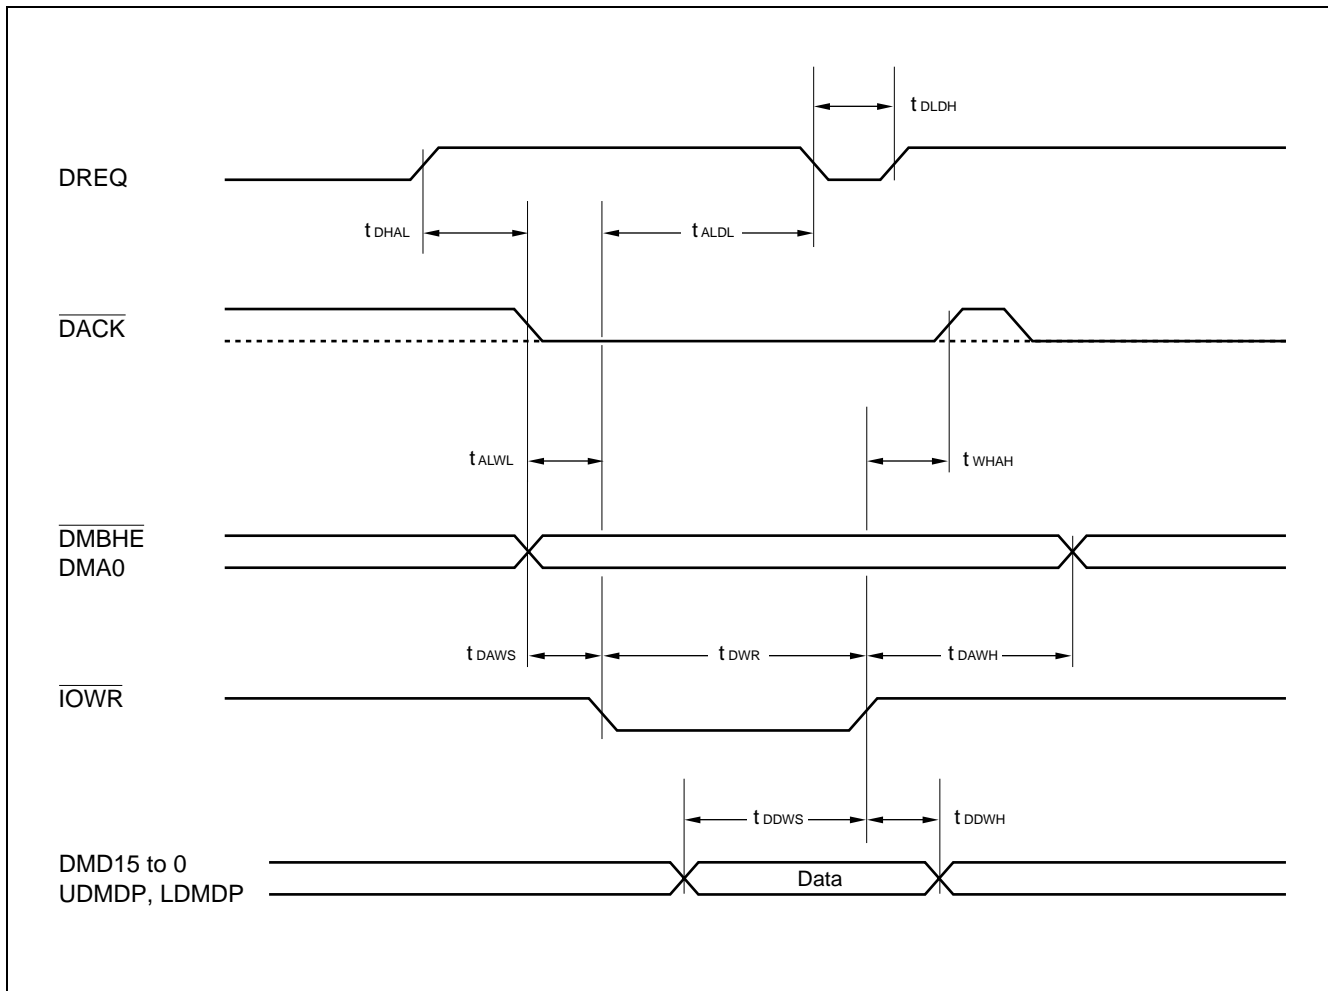 t DLDH
DREQ
t DHAL
t ALDL
DACK
t ALWL
t WHAH
DMBHE
DMA0
t DAWS
t DWR
t DAWH
IOWR
t DDWS
t DDWH
DMD15 to 0
UDMDP, LDMDP
Data